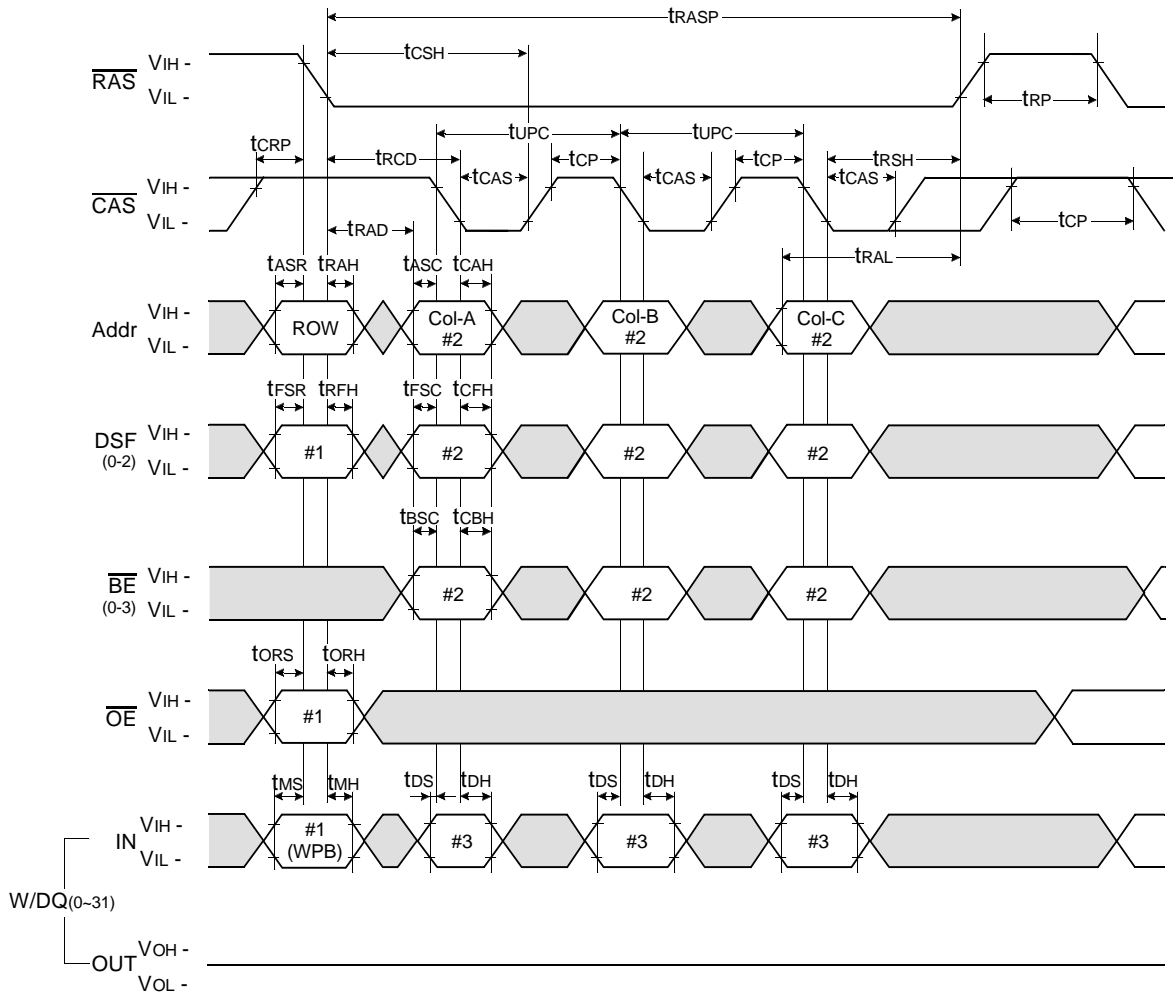 tRASP
tCSH
RAS VIH -
VIL -
tRP
tUPC tUPC
tCRP tRCD tCP tCP tRSH
tCAS tCAS tCAS
CAS VIH -
VIL -
tCP
tRAD
tRAL
tASR tRAH tASC tCAH
Addr VIH -
VIL -
ROW Col-A #2 Col-B #2 Col-C #2
tFSR tRFH tFSC tCFH
DSF (0-2) VIH -
VIL -
#1 #2 #2 #2
tBSC tCBH
BE (0-3) VIH -
VIL -
#2 #2 #2
tORS tORH
OE VIH -
VIL -
#1
tMS tMH tDS tDH tDS tDH tDS tDH
IN VIH -
VIL -
#1 (WPB) #3 #3 #3
W/DQ(0~31)
OUT VOH -
VOL -